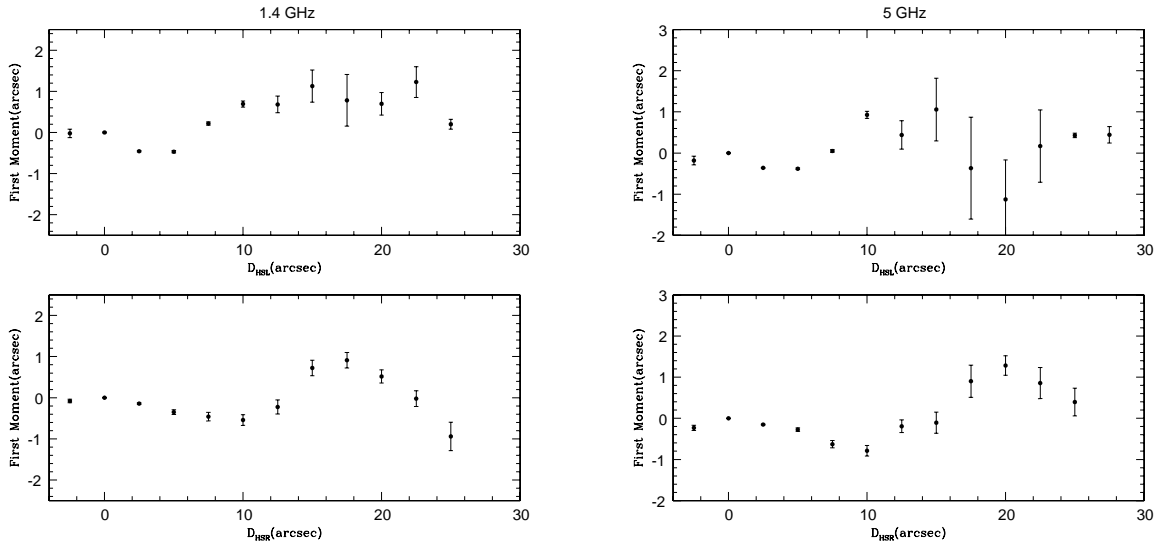 1.4 GHz
2
1
0
-1
-2
First Moment(arcsec)
0 10 20 30
D_HSL(arcsec)
5 GHz
3
2
1
0
-1
-2
First Moment(arcsec)
0 10 20 30
D_HSL(arcsec)
2
1
0
-1
-2
First Moment(arcsec)
0 10 20 30
D_HSR(arcsec)
3
2
1
0
-1
-2
First Moment(arcsec)
0 10 20 30
D_HSR(arcsec)